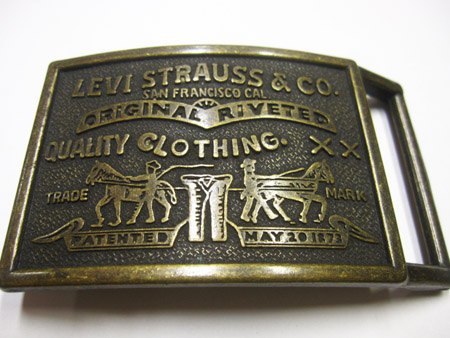 LEVI STRAUSS & CO.
SAN FRANCISCO CAL.
ORIGINAL RIVETED
QUALITY CLOTHING. XX
TRADE MARK
PATENTED MAY 20 1873